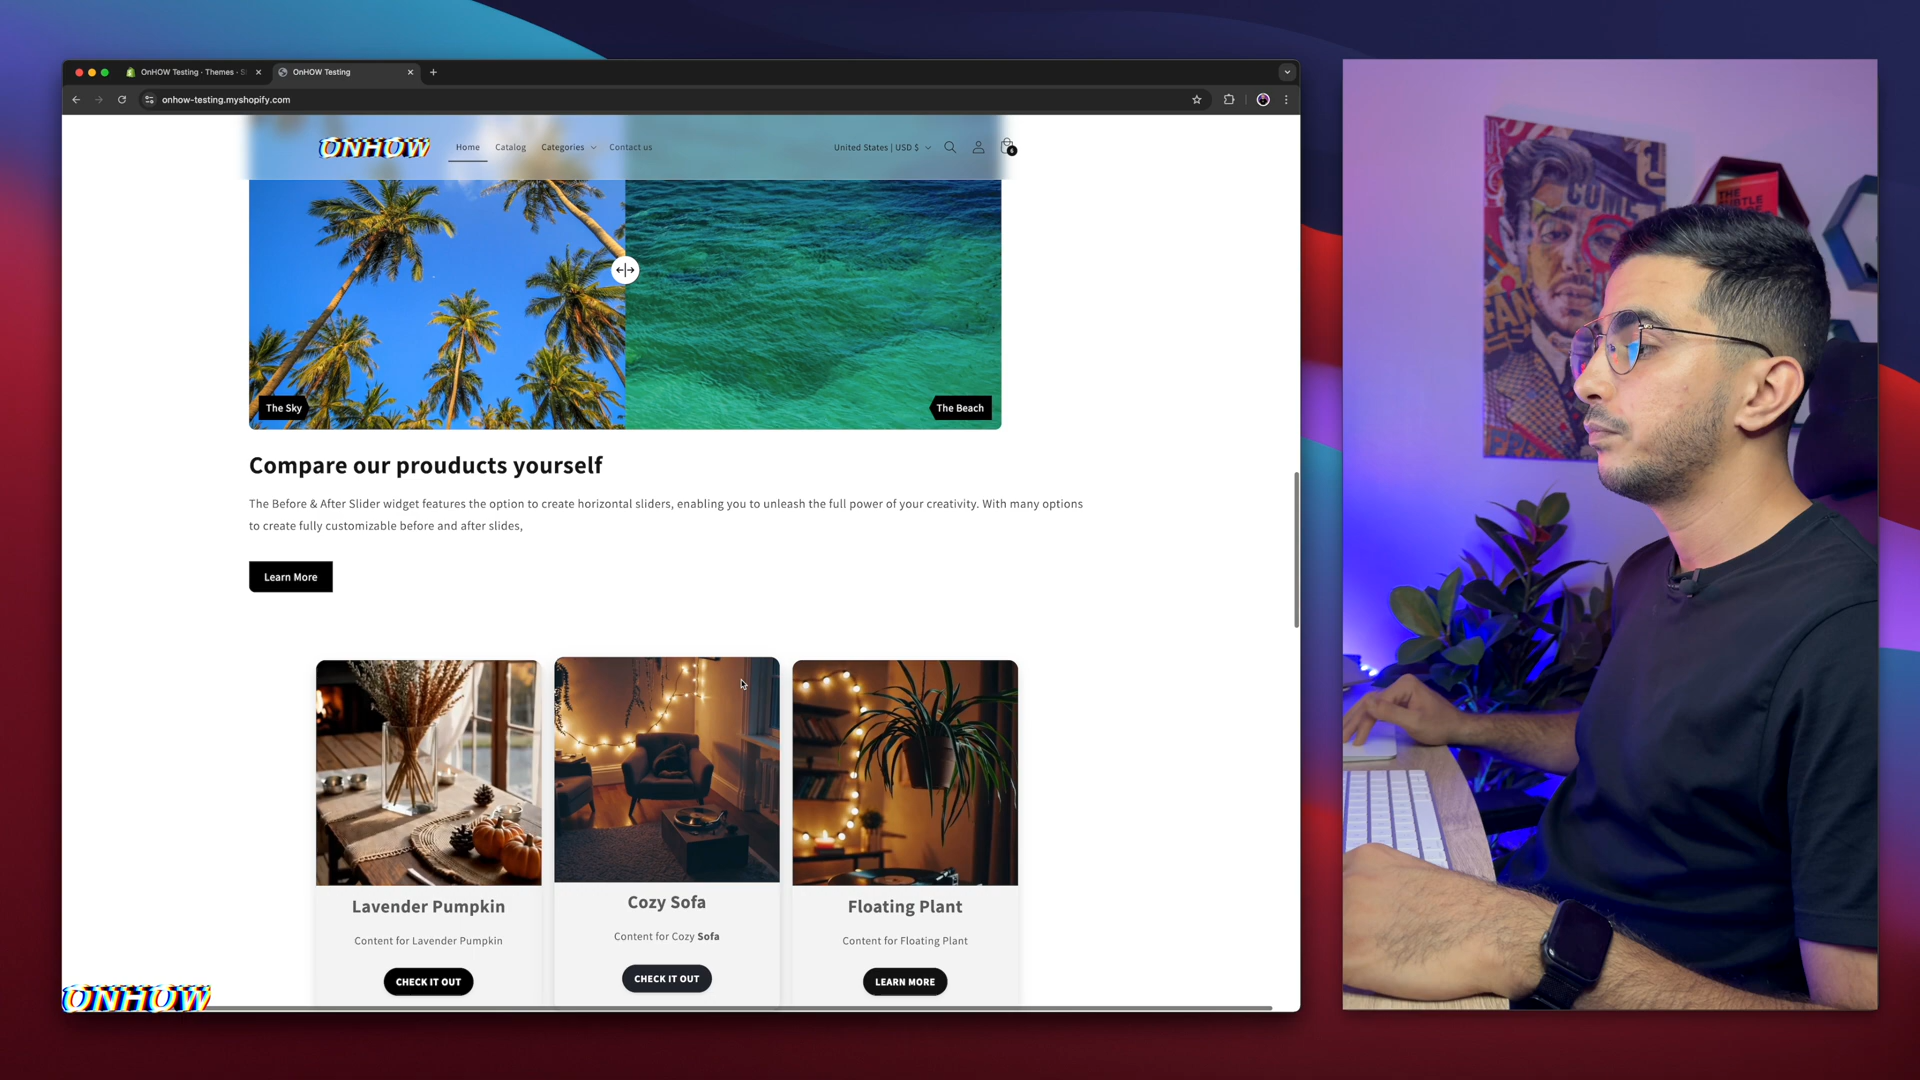 OnHOW Testing · Themes · S
OnHOW Testing
onhow-testing.myshopify.com
ONHOW
Home
Catalog
Categories
Contact us
United States | USD $
6
The Sky
The Beach
Compare our prouducts yourself
The Before & After Slider widget features the option to create horizontal sliders, enabling you to unleash the full power of your creativity. With many options
to create fully customizable before and after slides,
Learn More
Lavender Pumpkin
Content for Lavender Pumpkin
CHECK IT OUT
Cozy Sofa
Content for Cozy Sofa
CHECK IT OUT
Floating Plant
Content for Floating Plant
LEARN MORE
ONHOW
COME
FAN
THE